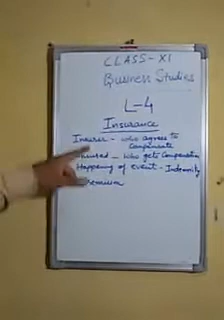 CLASS-XI
Business Studies
L-4
Insurance
Insurer - who agrees to
compensate
Insured - who gets compensation
Happening of event - Indemnity
Premium